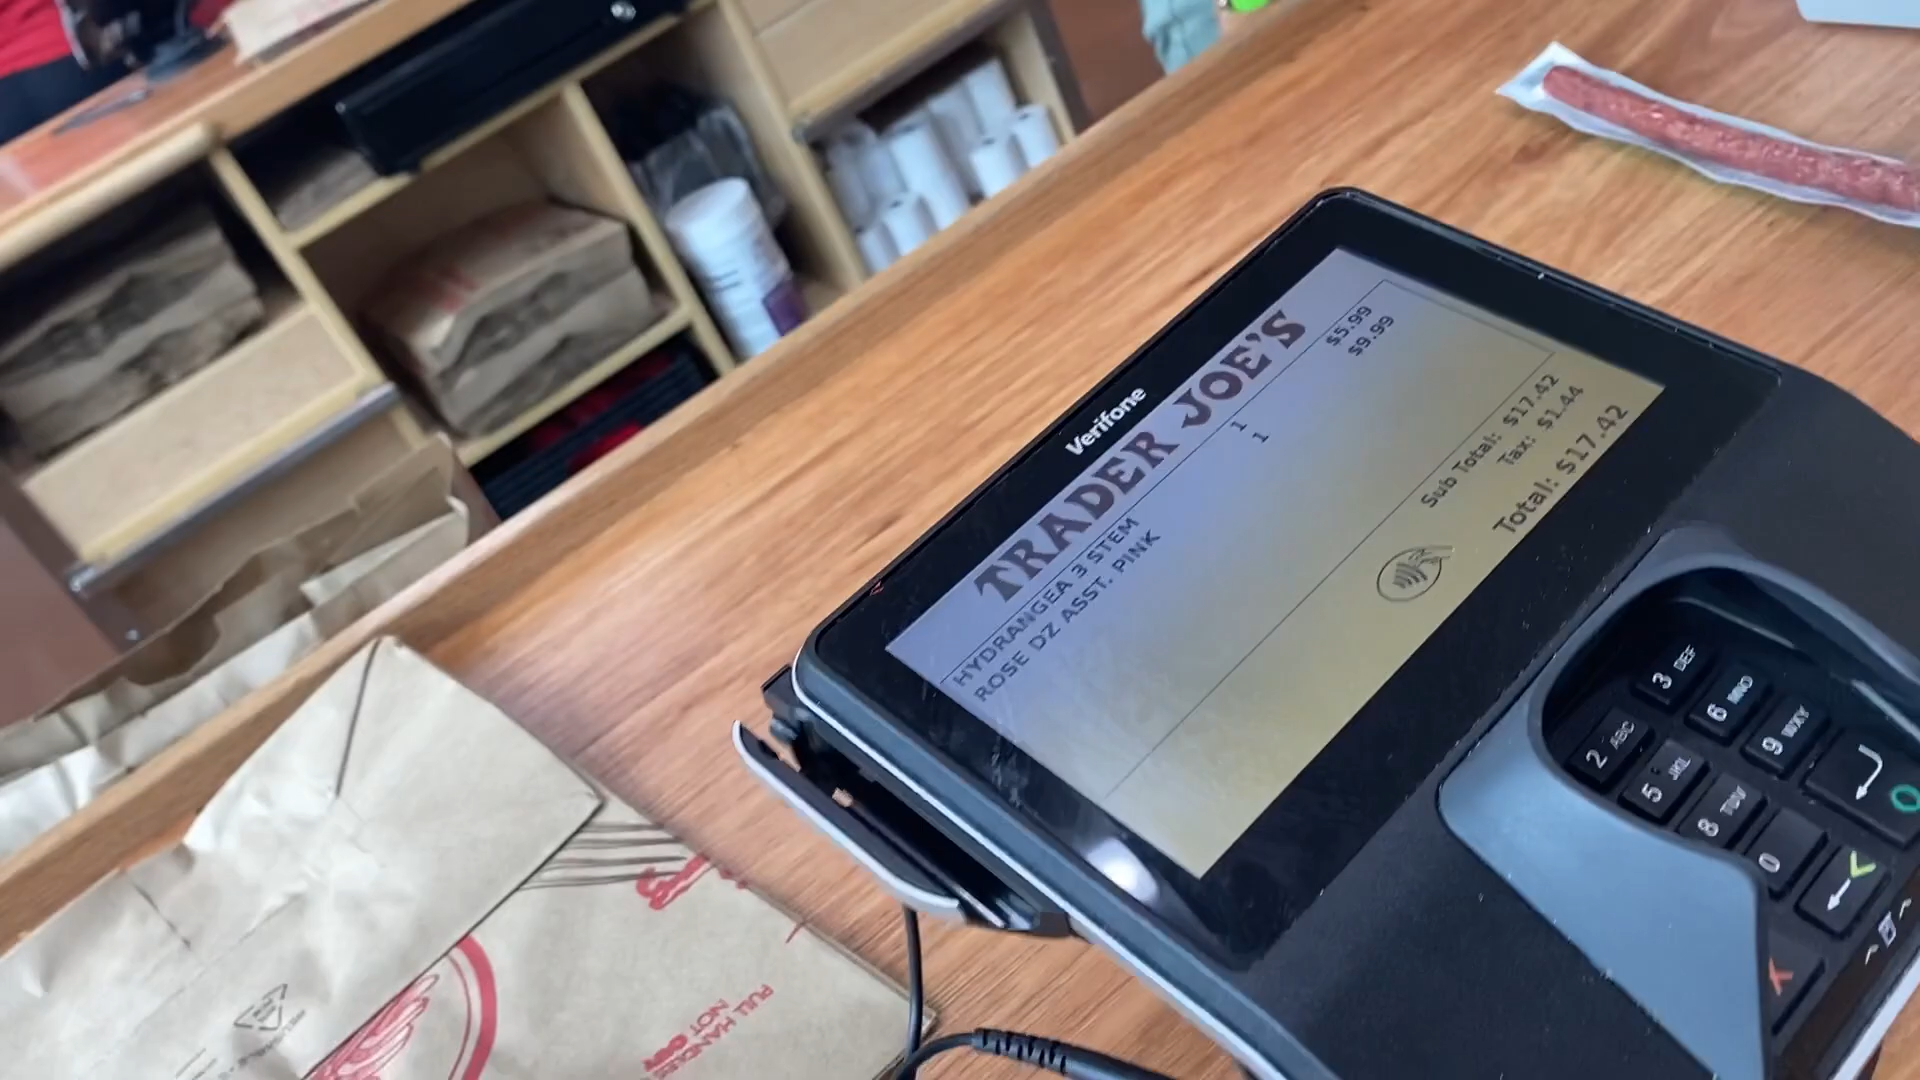 Verifone
TRADER JOE'S
HYDRANGEA 3 STEM 1 $5.99
ROSE DZ ASST. PINK 1 $9.99
Sub Total: $17.42
Tax: $1.44
Total: $17.42
2 ABC
3 DEF
5 JKL
6 MNO
8 TUV
9 WXY
0
PULL HANDLES
NOT